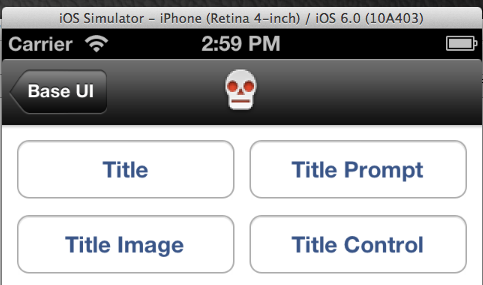 iOS Simulator – iPhone (Retina 4-inch) / iOS 6.0 (10A403)
Carrier 2:59 PM
Base UI
Title Title Prompt
Title Image Title Control